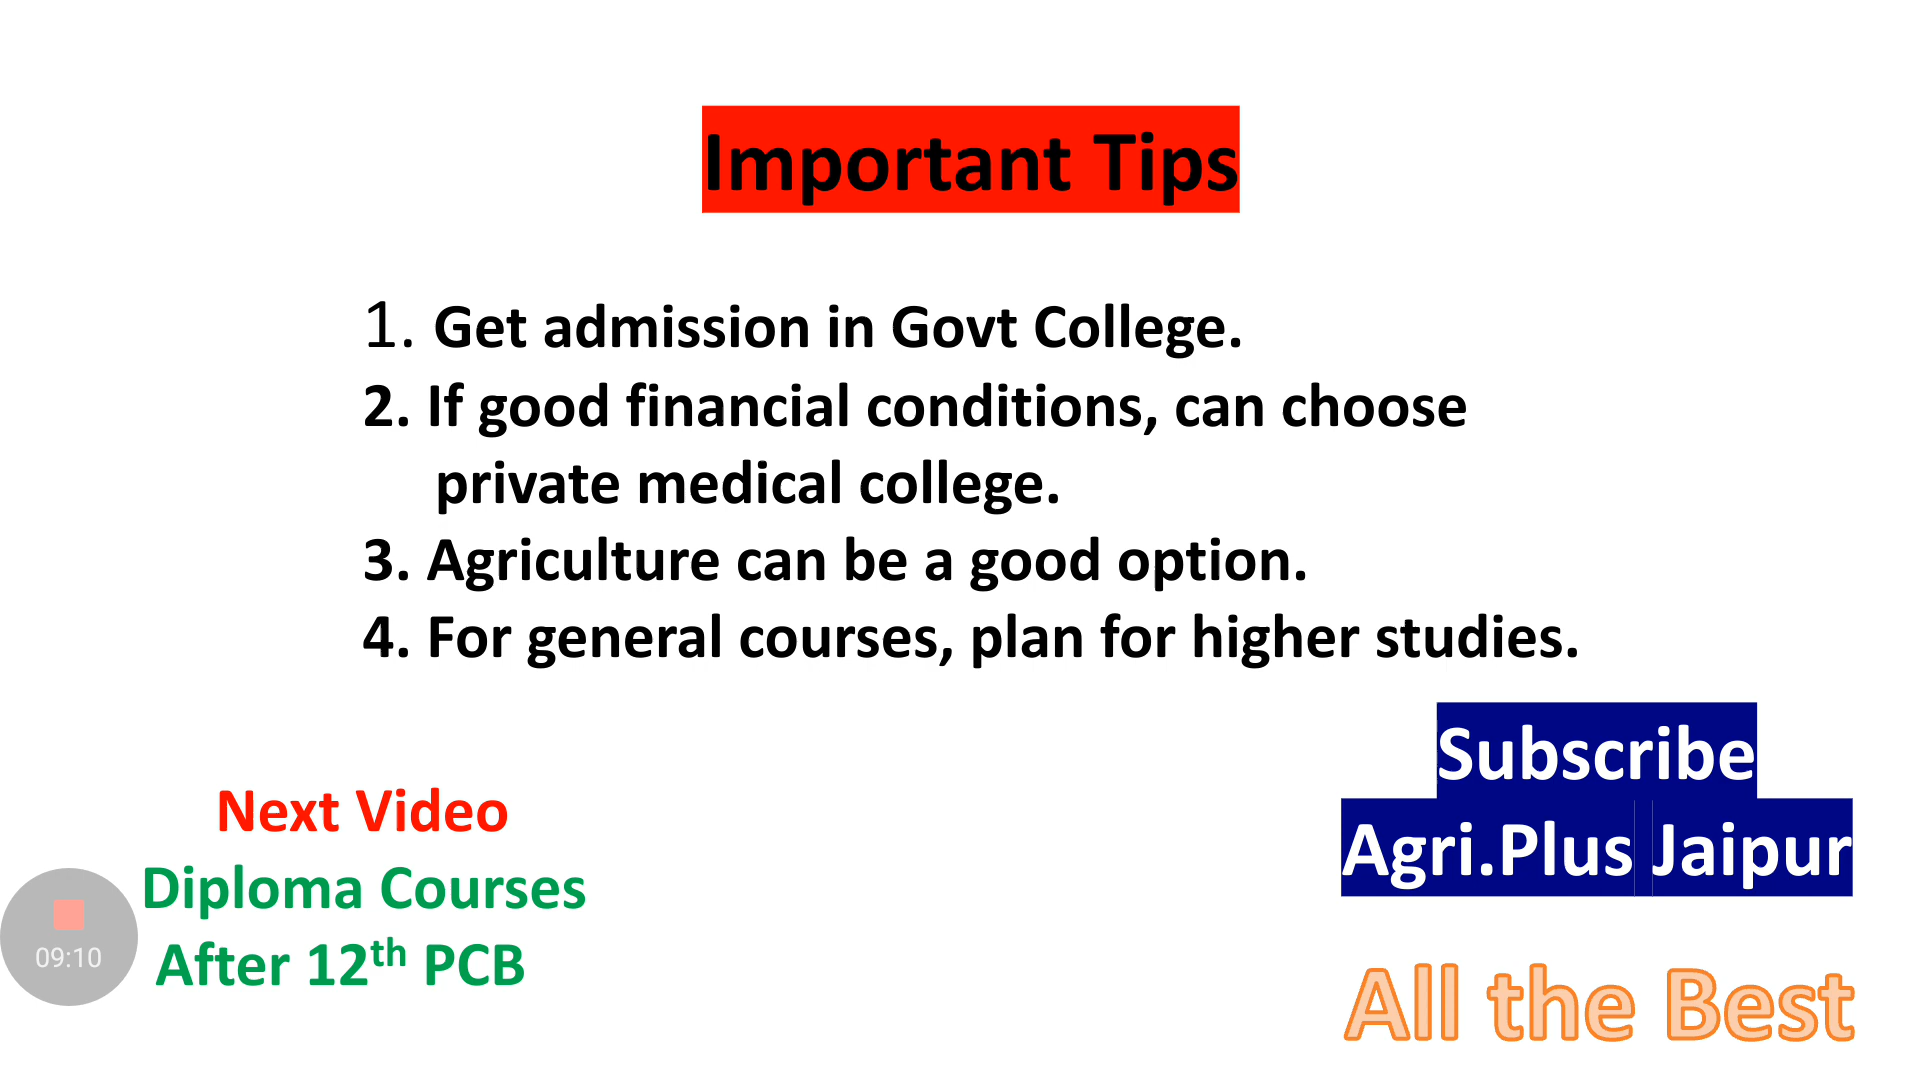 Important Tips
1. Get admission in Govt College.
2. If good financial conditions, can choose
private medical college.
3. Agriculture can be a good option.
4. For general courses, plan for higher studies.
Subscribe
Agri.Plus Jaipur
Next Video
Diploma Courses
After 12th PCB
09:10
All the Best